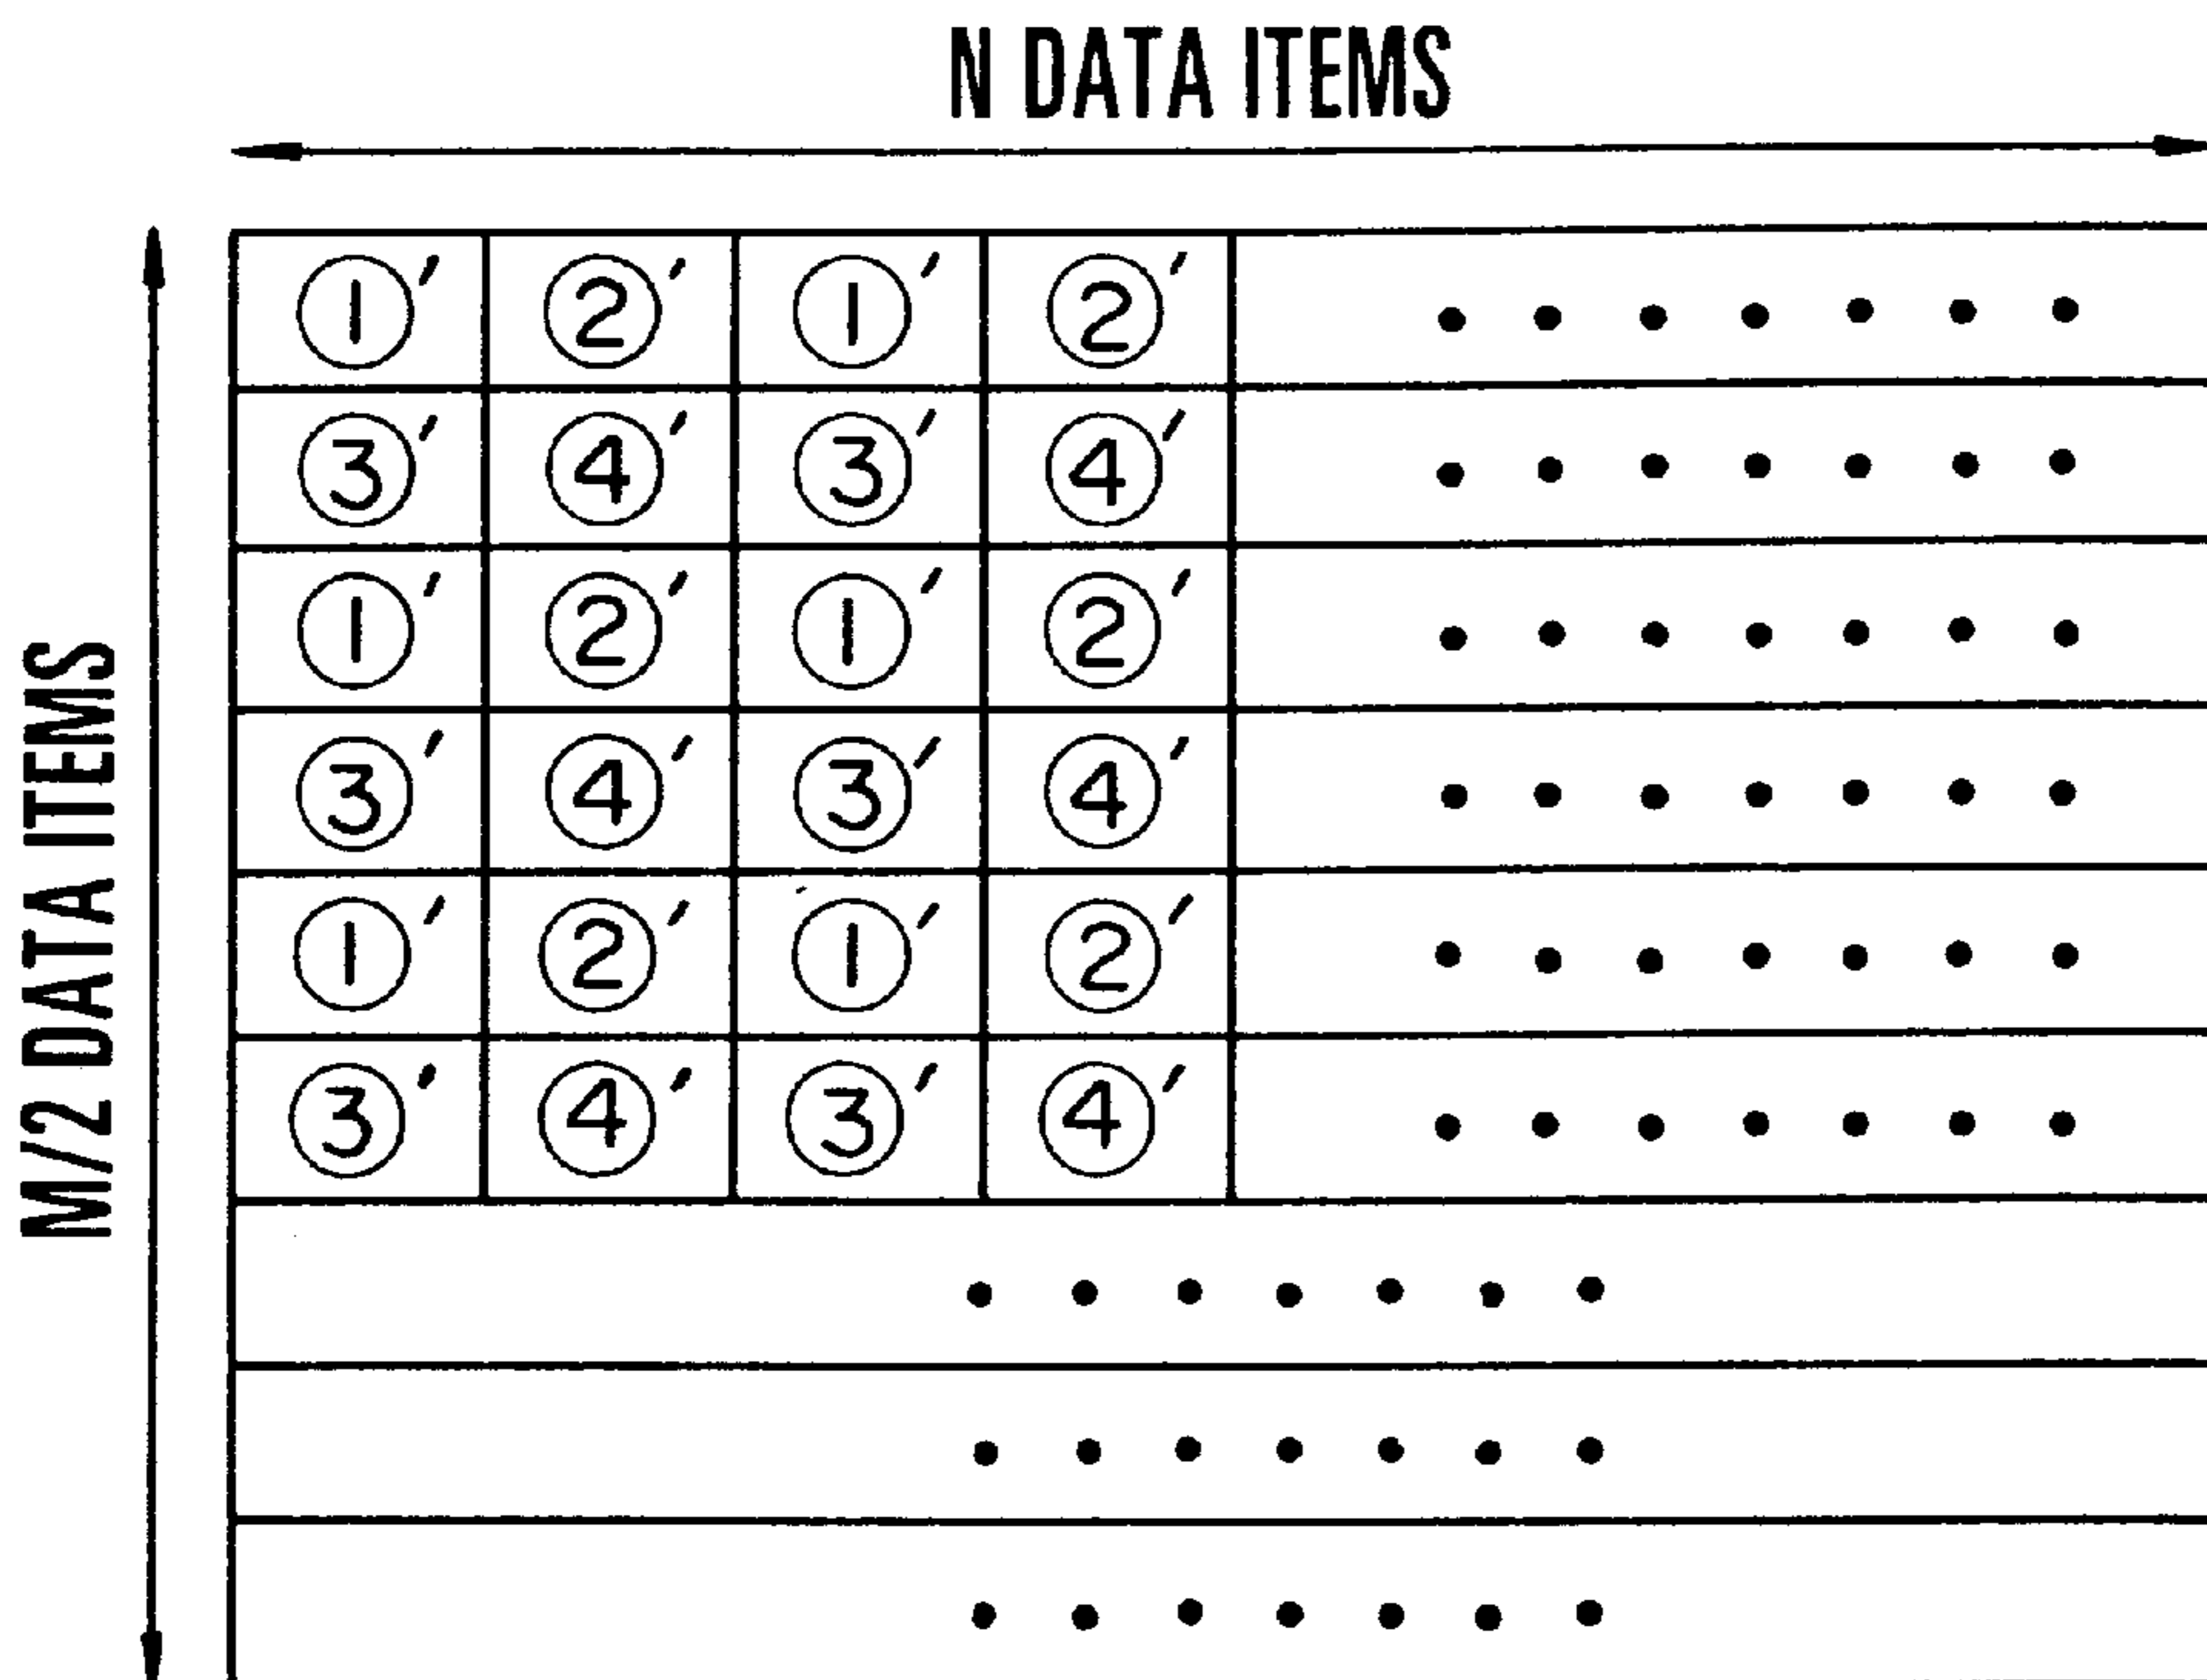 N DATA ITEMS
M/2 DATA ITEMS
①′ ②′ ①′ ②′ • • • • • • •
③′ ④′ ③′ ④′ • • • • • • •
①′ ②′ ①′ ②′ • • • • • • •
③′ ④′ ③′ ④′ • • • • • • •
①′ ②′ ①′ ②′ • • • • • • •
③′ ④′ ③′ ④′ • • • • • • •
• • • • • • •
• • • • • • •
• • • • • • •